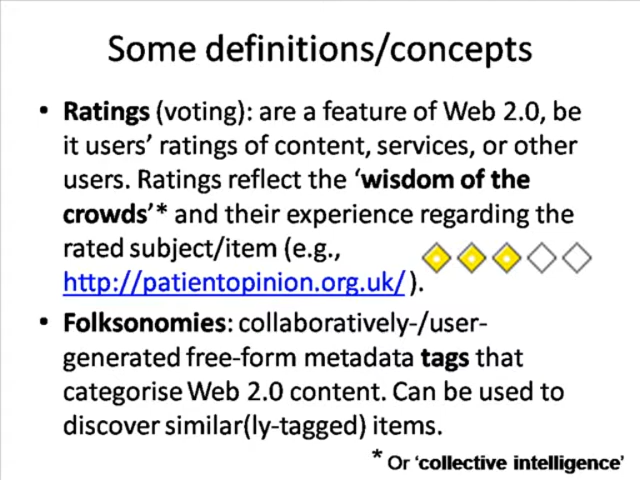 Some definitions/concepts
• Ratings (voting): are a feature of Web 2.0, be
it users’ ratings of content, services, or other
users. Ratings reflect the ‘wisdom of the
crowds’* and their experience regarding the
rated subject/item (e.g.,
http://patientopinion.org.uk/).
• Folksonomies: collaboratively-/user-
generated free-form metadata tags that
categorise Web 2.0 content. Can be used to
discover similar(ly-tagged) items.
* Or ‘collective intelligence’